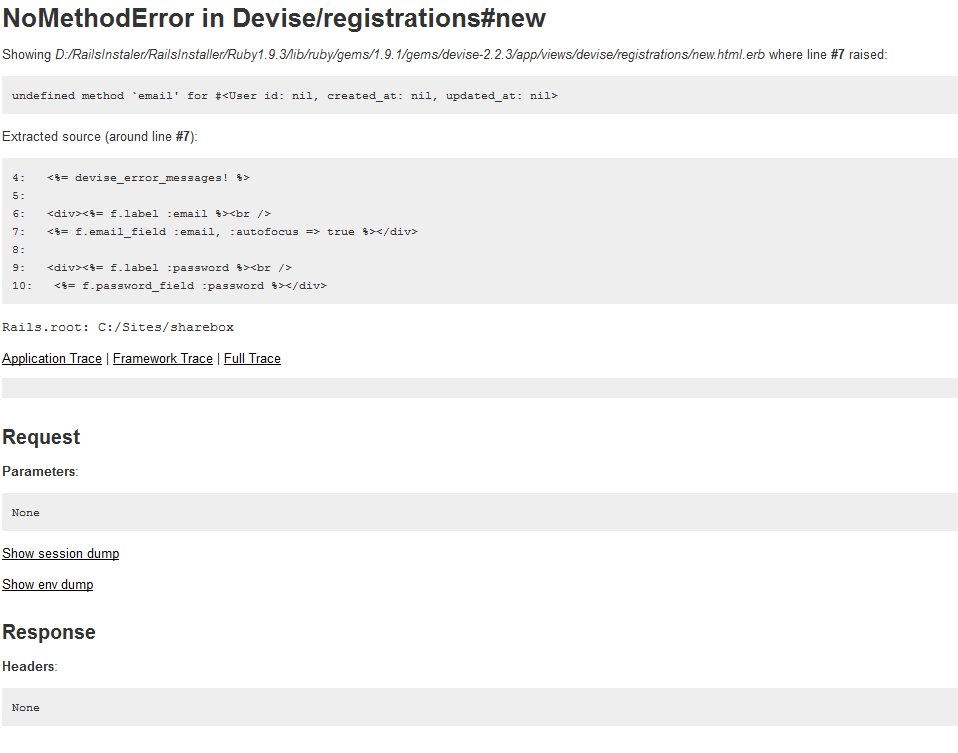 NoMethodError in Devise/registrations#new
Showing D:/RailsInstaler/RailsInstaller/Ruby1.9.3/lib/ruby/gems/1.9.1/gems/devise-2.2.3/app/views/devise/registrations/new.html.erb where line #7 raised:
undefined method `email' for #<User id: nil, created_at: nil, updated_at: nil>
Extracted source (around line #7):
4:   <%= devise_error_messages! %>
5:
6:   <div><%= f.label :email %><br />
7:   <%= f.email_field :email, :autofocus => true %></div>
8:
9:   <div><%= f.label :password %><br />
10:   <%= f.password_field :password %></div>
Rails.root: C:/Sites/sharebox
Application Trace | Framework Trace | Full Trace
Request
Parameters:
None
Show session dump
Show env dump
Response
Headers:
None